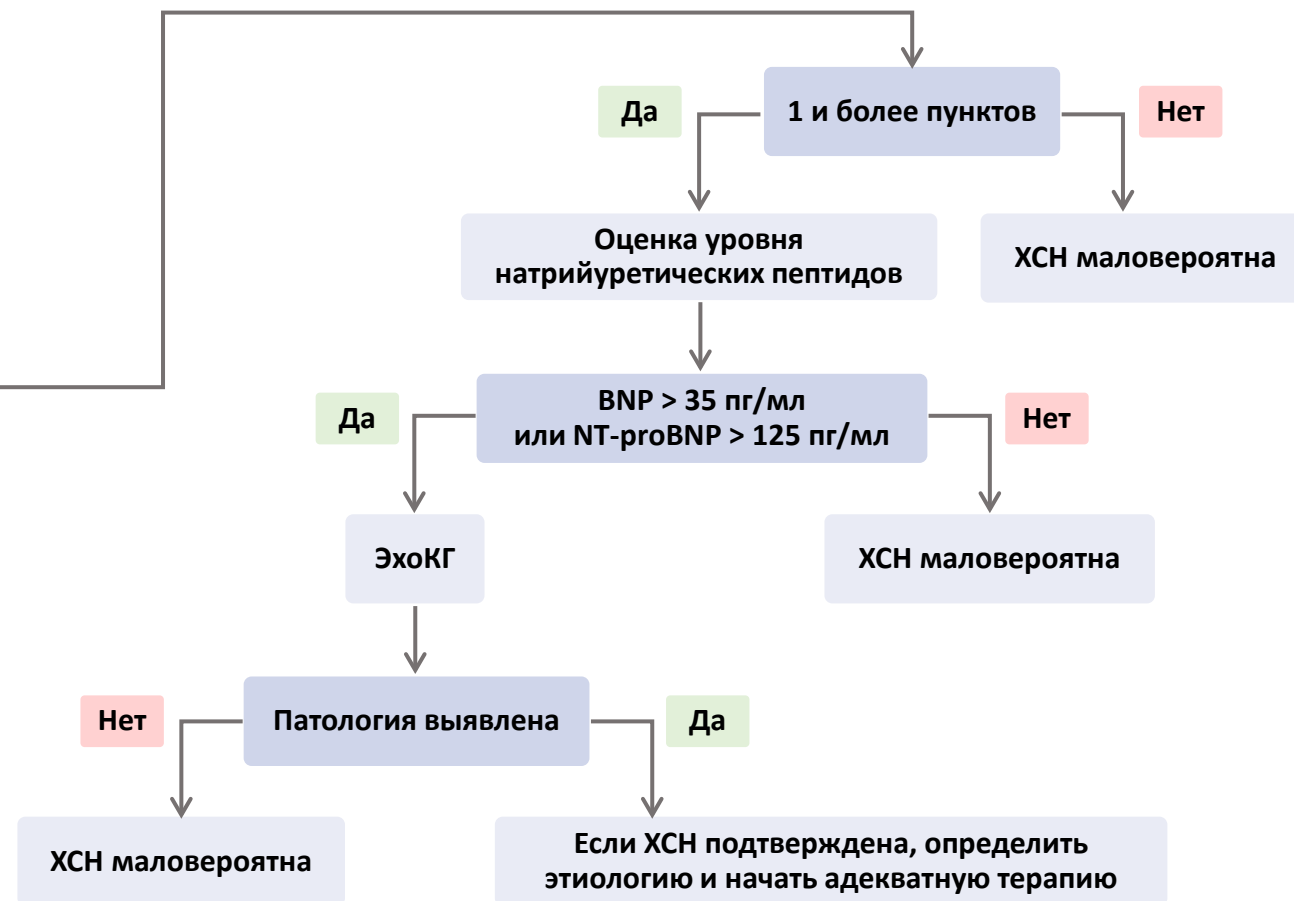 Да
1 и более пунктов
Нет
Оценка уровня
натрийуретических пептидов
ХСН маловероятна
Да
BNP > 35 пг/мл
или NT-proBNP > 125 пг/мл
Нет
ЭхоКГ
ХСН маловероятна
Нет
Патология выявлена
Да
ХСН маловероятна
Если ХСН подтверждена, определить
этиологию и начать адекватную терапию